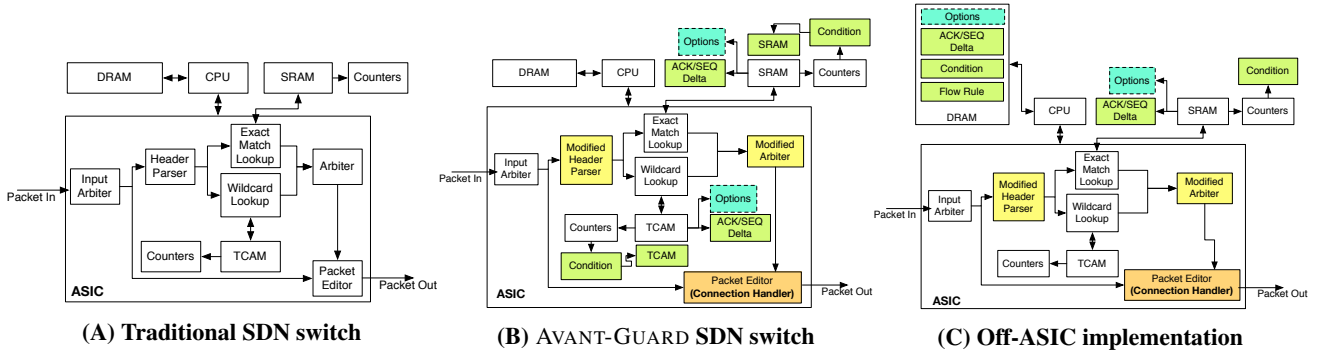 DRAM
CPU
SRAM
Counters
Packet In
Input
Arbiter
Header
Parser
Exact
Match
Lookup
Wildcard
Lookup
Arbiter
Counters
TCAM
Packet
Editor
Packet Out
ASIC
(A) Traditional SDN switch
Options
SRAM
Condition
DRAM
CPU
ACK/SEQ
Delta
SRAM
Counters
Packet In
Input
Arbiter
Modified
Header
Parser
Exact
Match
Lookup
Wildcard
Lookup
Modified
Arbiter
Options
Counters
TCAM
ACK/SEQ
Delta
Condition
TCAM
Packet Editor
(Connection Handler)
Packet Out
ASIC
(B) AVANT-GUARD SDN switch
Options
ACK/SEQ
Delta
Condition
Flow Rule
DRAM
CPU
Options
ACK/SEQ
Delta
SRAM
Counters
Condition
Packet In
Input
Arbiter
Modified
Header
Parser
Exact
Match
Lookup
Wildcard
Lookup
Modified
Arbiter
Counters
TCAM
Packet Editor
(Connection Handler)
Packet Out
ASIC
(C) Off-ASIC implementation